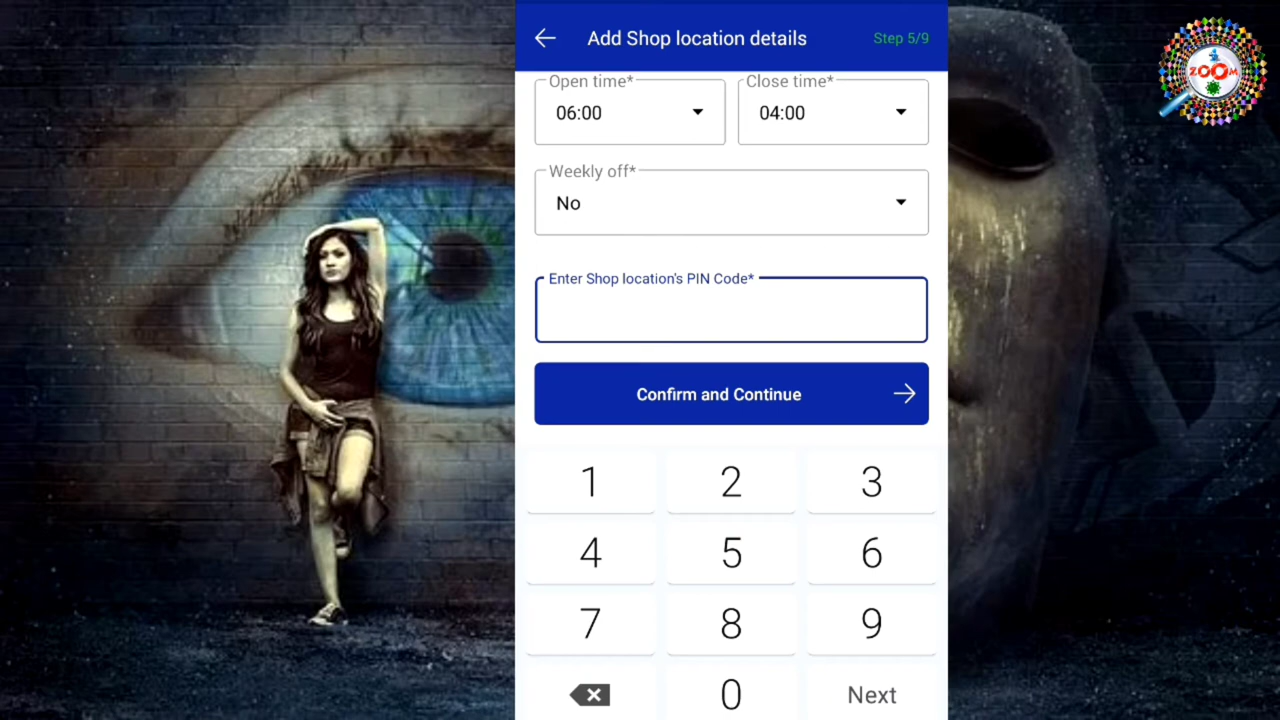 Add Shop location details
Step 5/9
Open time*
Close time*
06:00
04:00
Weekly off*
No
Enter Shop location's PIN Code*
Confirm and Continue
1 2 3
4 5 6
7 8 9
0 Next
ZOOM